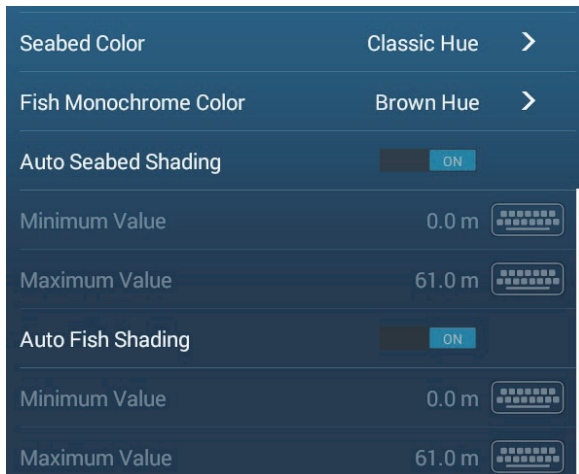 Seabed Color Classic Hue >
Fish Monochrome Color Brown Hue >
Auto Seabed Shading ON
Minimum Value 0.0 m
Maximum Value 61.0 m
Auto Fish Shading ON
Minimum Value 0.0 m
Maximum Value 61.0 m